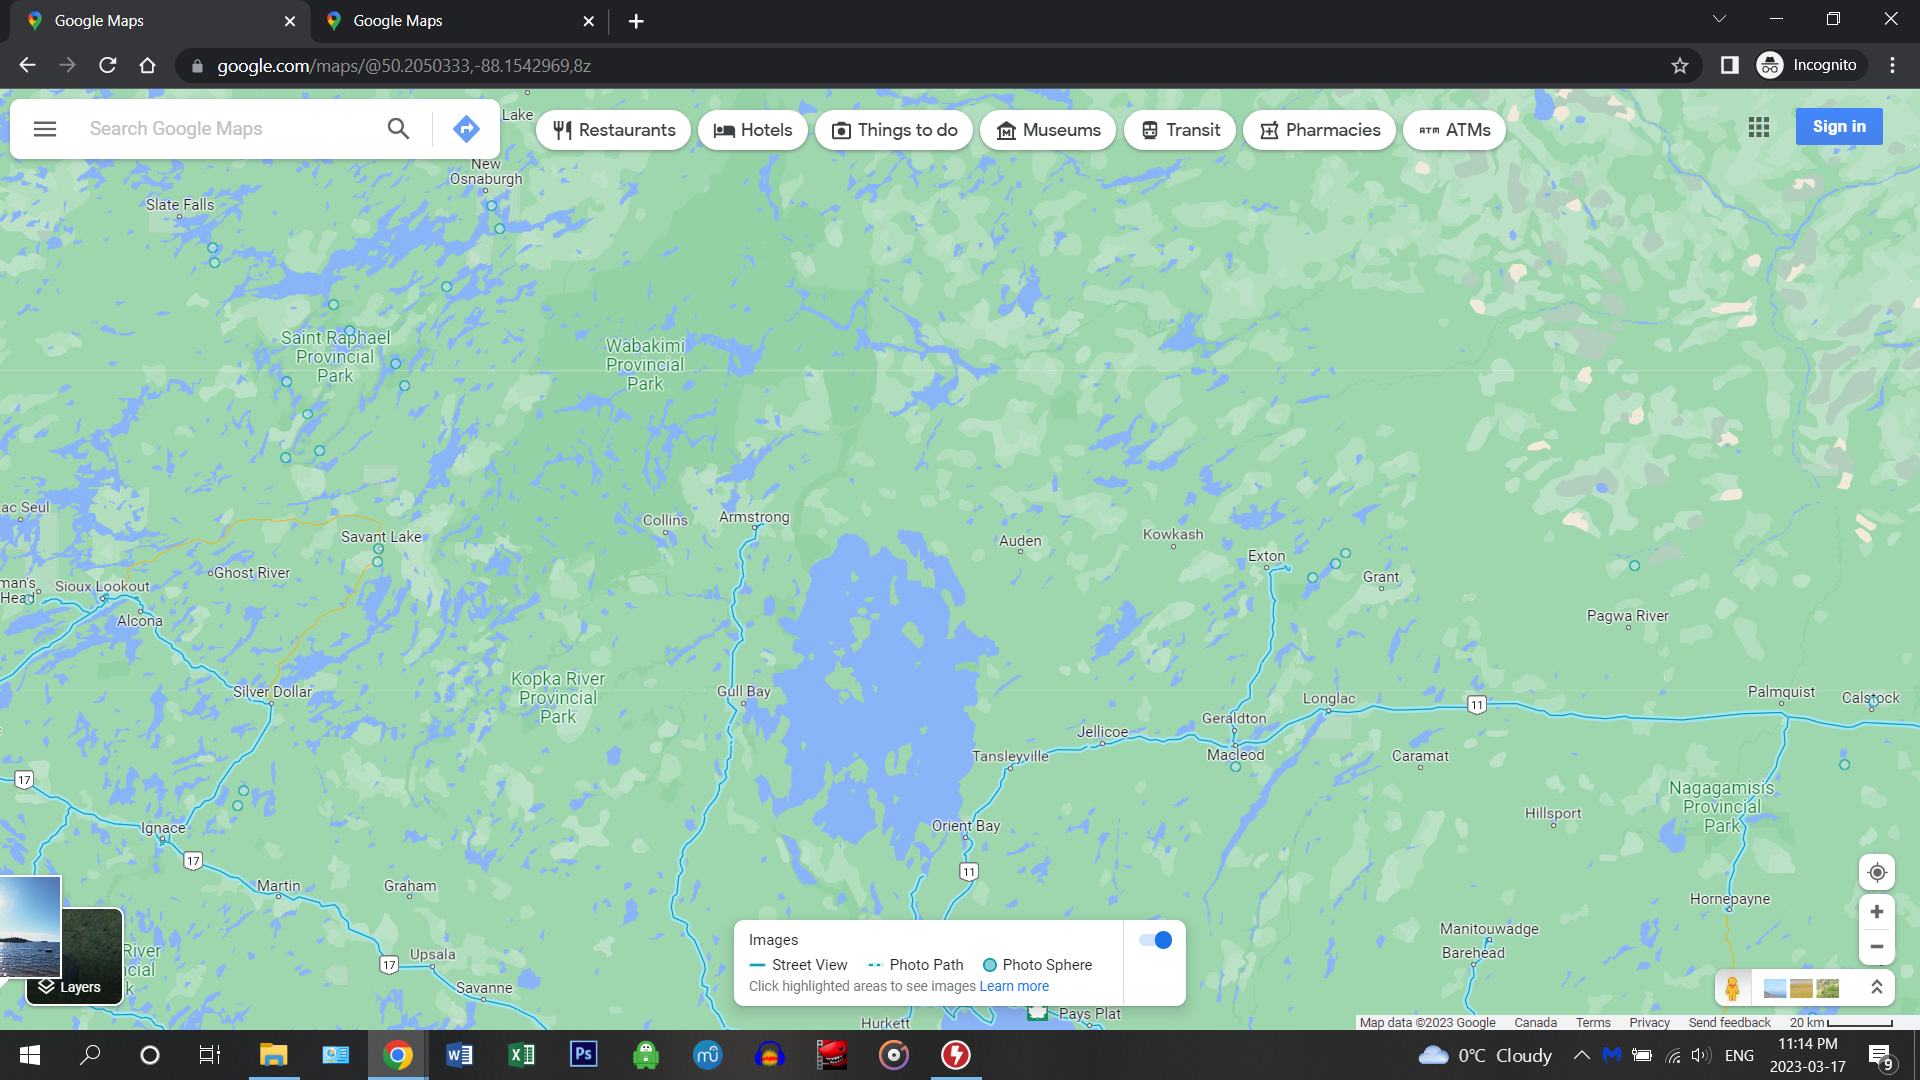 Google Maps
Google Maps
google.com/maps/@50.2050333,-88.1542969,8z
Incognito
Search Google Maps
Lake
Restaurants
Hotels
Things to do
Museums
Transit
Pharmacies
ATMs
Sign in
New
Osnaburgh
Slate Falls
Saint Raphael
Provincial
Park
Wabakimi
Provincial
Park
ac Seul
Collins
Armstrong
Savant Lake
Auden
Kowkash
Exton
Ghost River
Grant
man's
Head
Sioux Lookout
Alcona
Pagwa River
Kopka River
Provincial
Park
Silver Dollar
Gull Bay
Longlac
11
Palmquist
Calstock
Geraldton
Jellicoe
Tansleyville
Macleod
Caramat
17
Nagagamisis
Provincial
Park
Hillsport
Ignace
Orient Bay
17
11
Martin
Graham
Hornepayne
Manitouwadge
Barehead
River
ncial
k
Upsala
17
Savanne
Layers
Images
Street View
Photo Path
Photo Sphere
Click highlighted areas to see images Learn more
Pays Plat
Hurkett
Map data ©2023 Google
Canada
Terms
Privacy
Send feedback
20 km
W
X
Ps
mu
0°C Cloudy
ENG
11:14 PM
2023-03-17
9